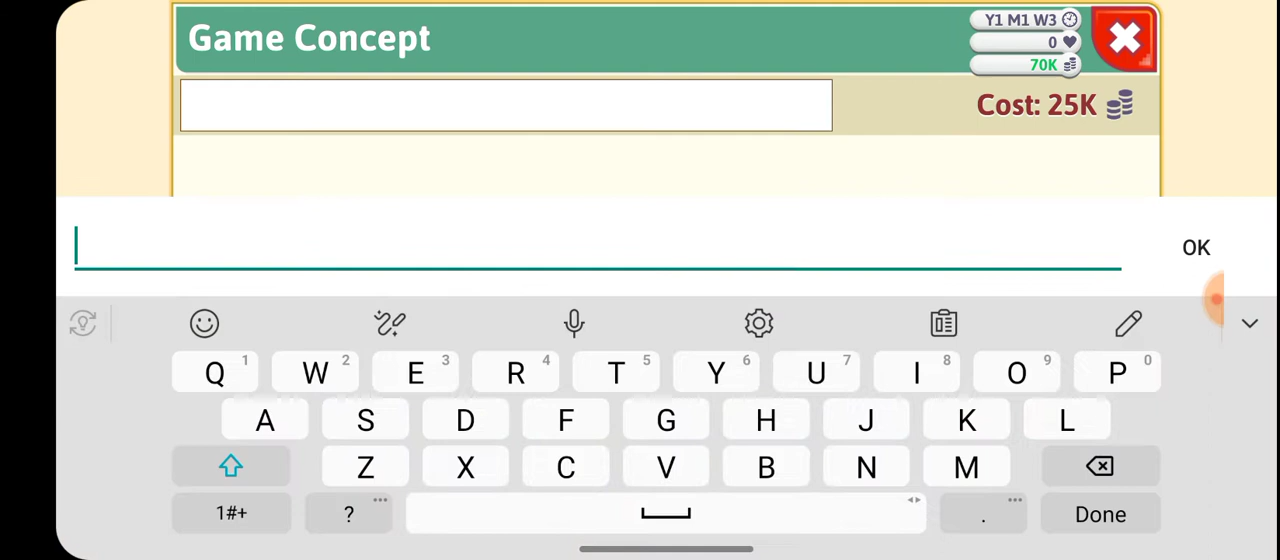 Game Concept
Y1 M1 W3
0
70K
Cost: 25K
OK
Q 1 W 2 E 3 R 4 T 5 Y 6 U 7 I 8 O 9 P 0
A S D F G H J K L
Z X C V B N M
1#+ ? . Done